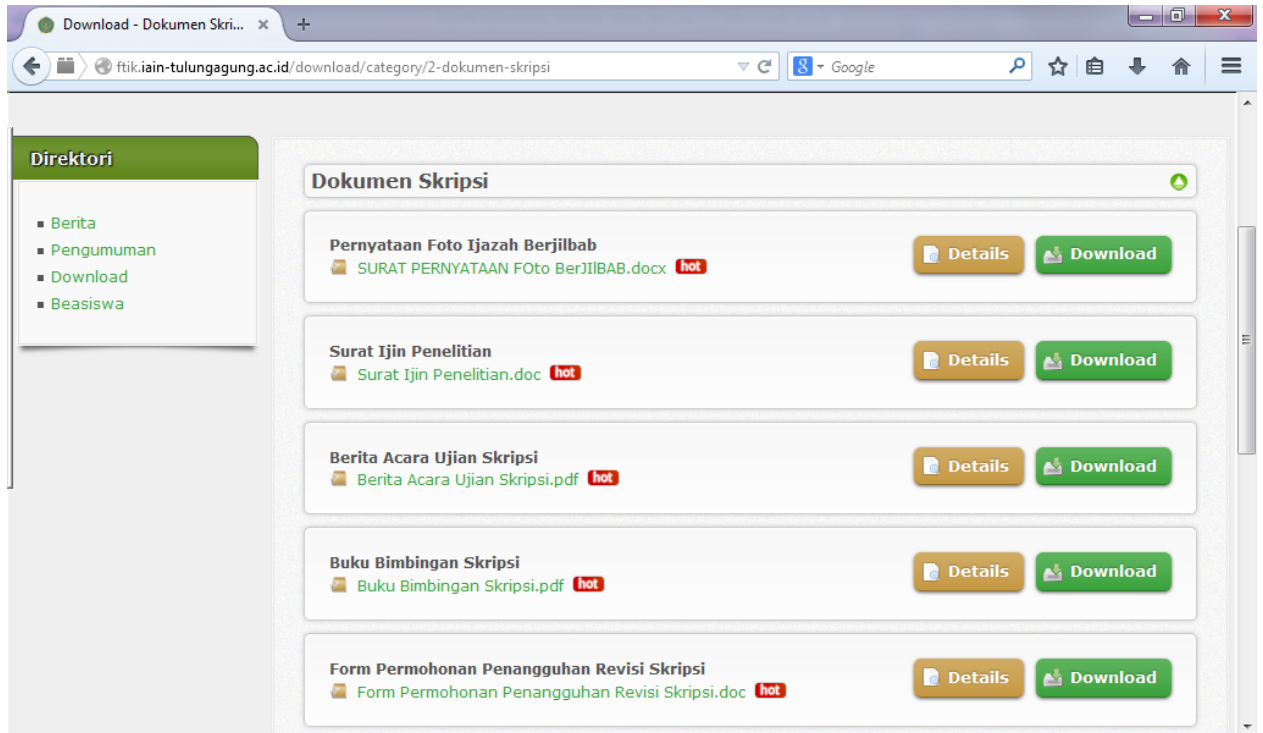 Download - Dokumen Skri...
ftik.iain-tulungagung.ac.id/download/category/2-dokumen-skripsi
8 Google
Direktori
Berita
Pengumuman
Download
Beasiswa
Dokumen Skripsi
Pernyataan Foto Ijazah Berjilbab
SURAT PERNYATAAN FOto BerJIlBAB.docx hot
Details Download
Surat Ijin Penelitian
Surat Ijin Penelitian.doc hot
Details Download
Berita Acara Ujian Skripsi
Berita Acara Ujian Skripsi.pdf hot
Details Download
Buku Bimbingan Skripsi
Buku Bimbingan Skripsi.pdf hot
Details Download
Form Permohonan Penangguhan Revisi Skripsi
Form Permohonan Penangguhan Revisi Skripsi.doc hot
Details Download